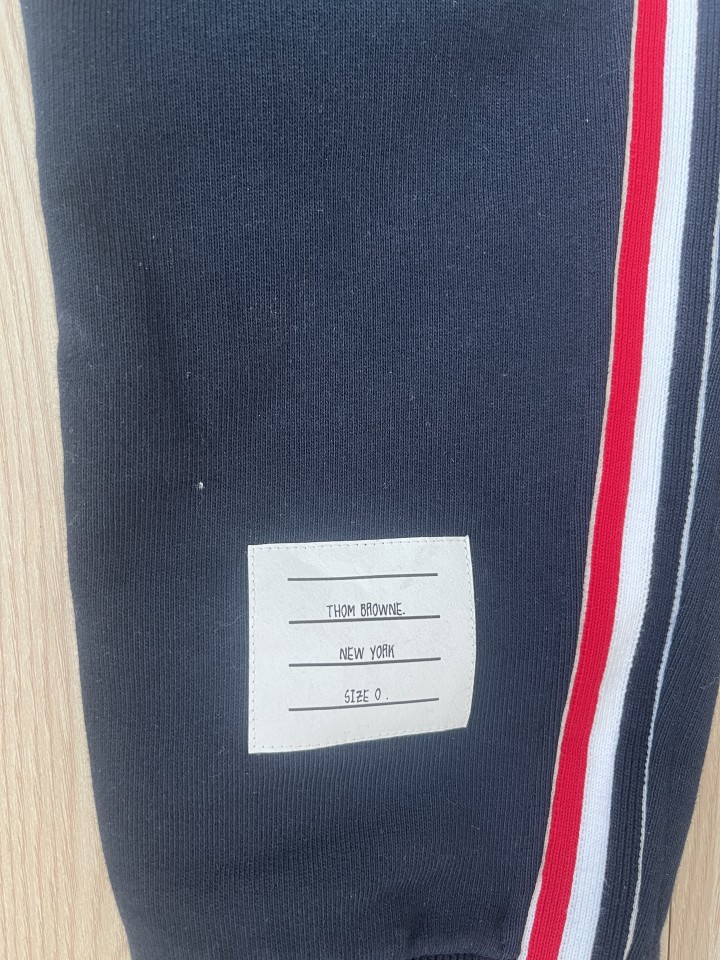 THOM BROWNE.
NEW YORK
SIZE 0 .